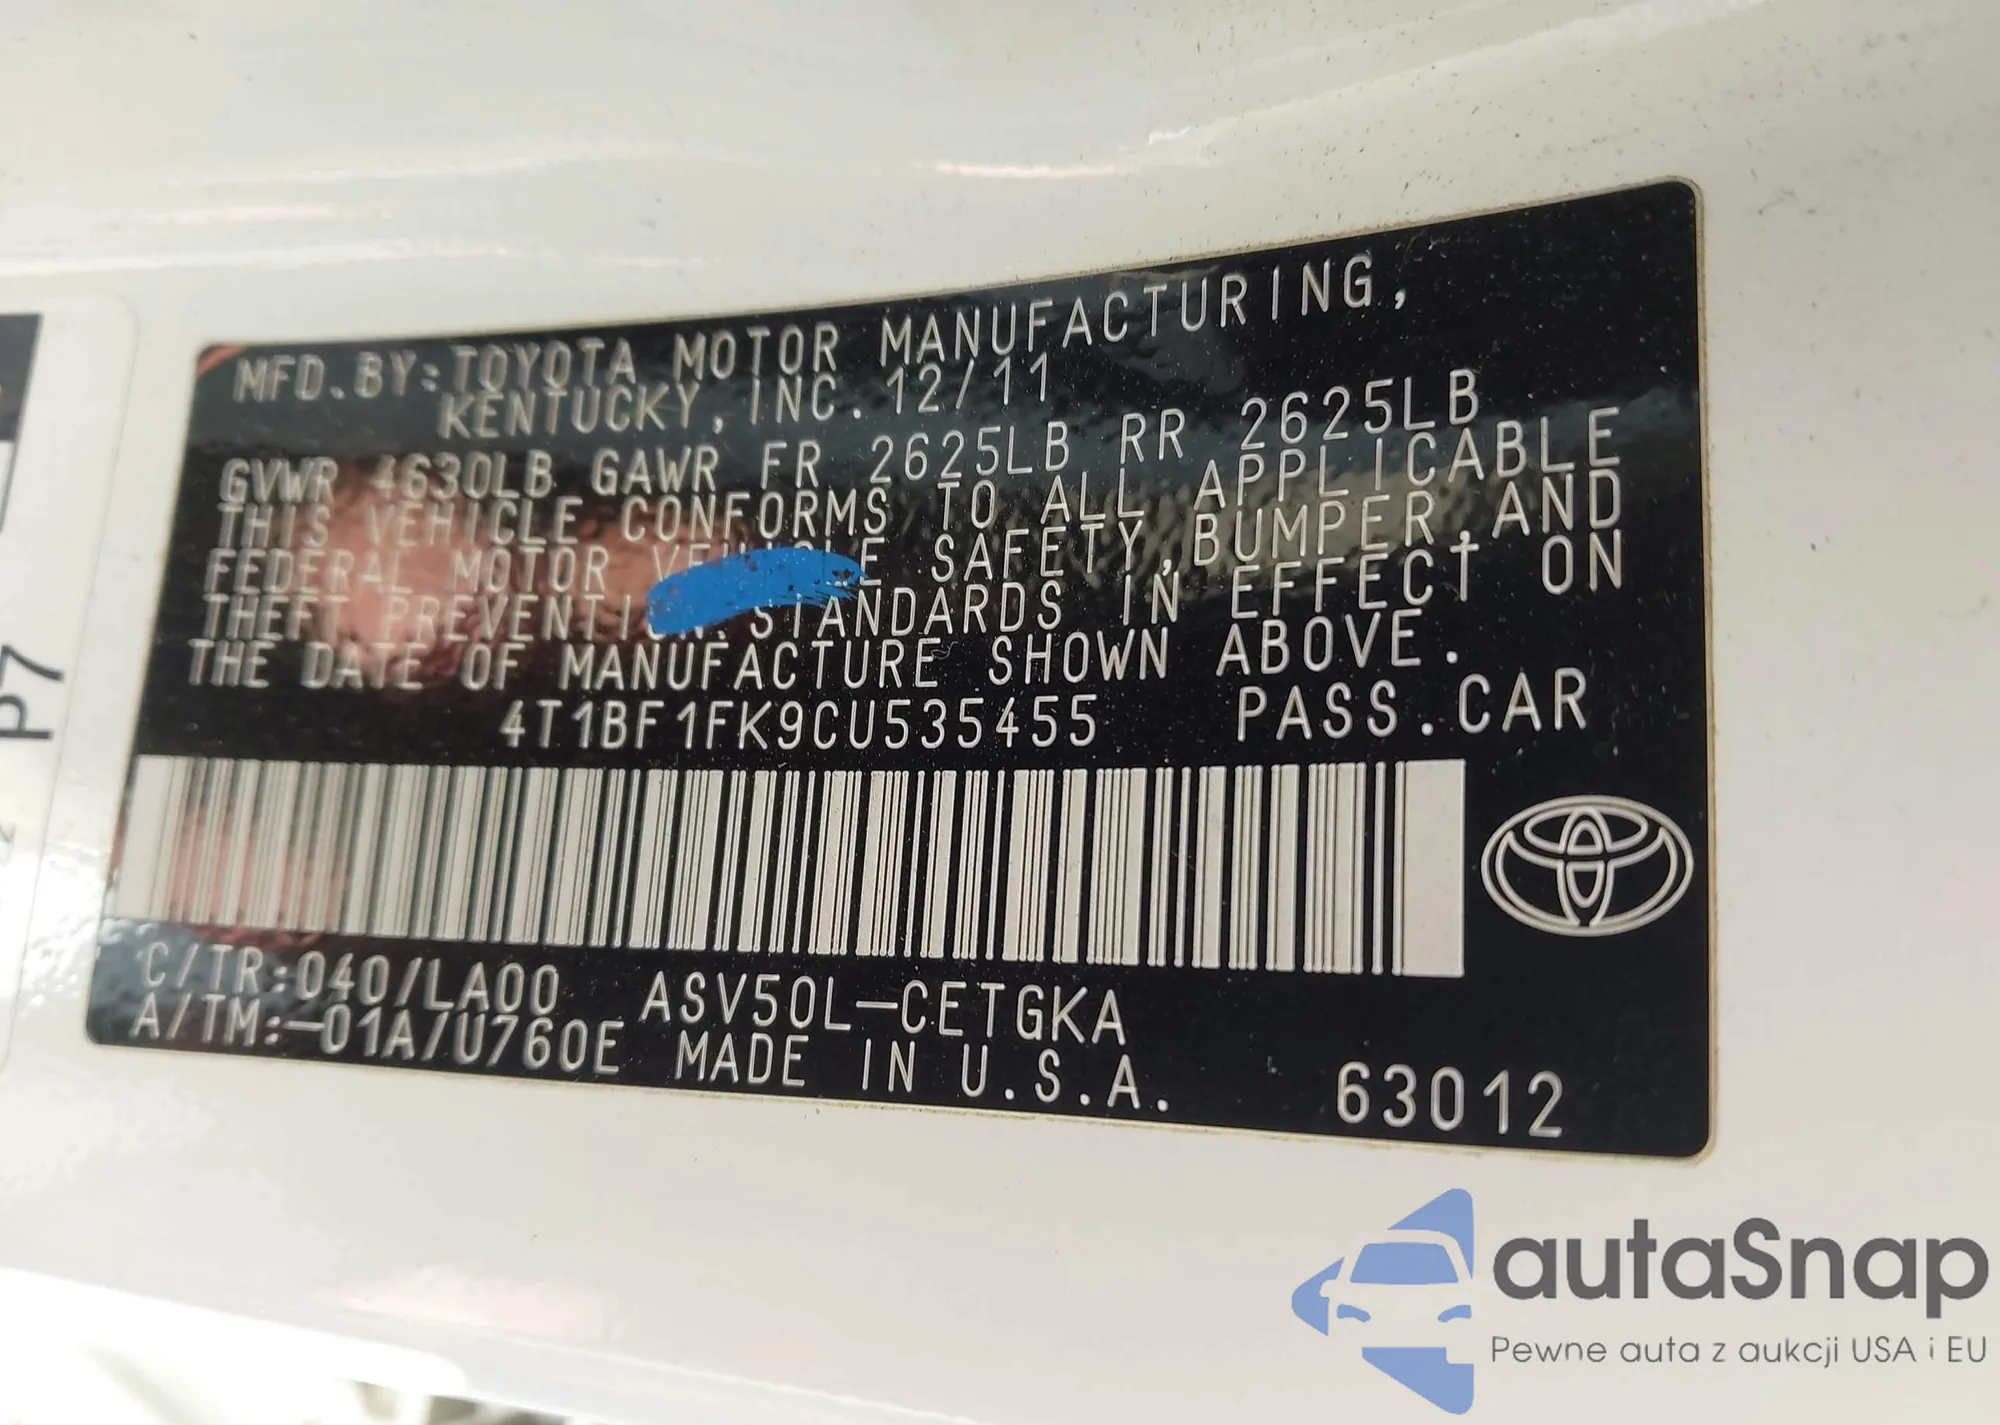 MFD.BY:TOYOTA MOTOR MANUFACTURING,
KENTUCKY, INC. 12/11
GVWR 4630LB GAWR FR 2625LB RR 2625LB
THIS VEHICLE CONFORMS TO ALL APPLICABLE
FEDERAL MOTOR VEHICLE SAFETY,BUMPER,AND
THEFT PREVENTION STANDARDS IN EFFECT ON
THE DATE OF MANUFACTURE SHOWN ABOVE.
4T1BF1FK9CU535455 PASS.CAR
C/TR:040/LA00 ASV50L-CETGKA
A/TM:-01A/U760E MADE IN U.S.A. 63012
P7
autaSnap
Pewne auta z aukcji USA i EU